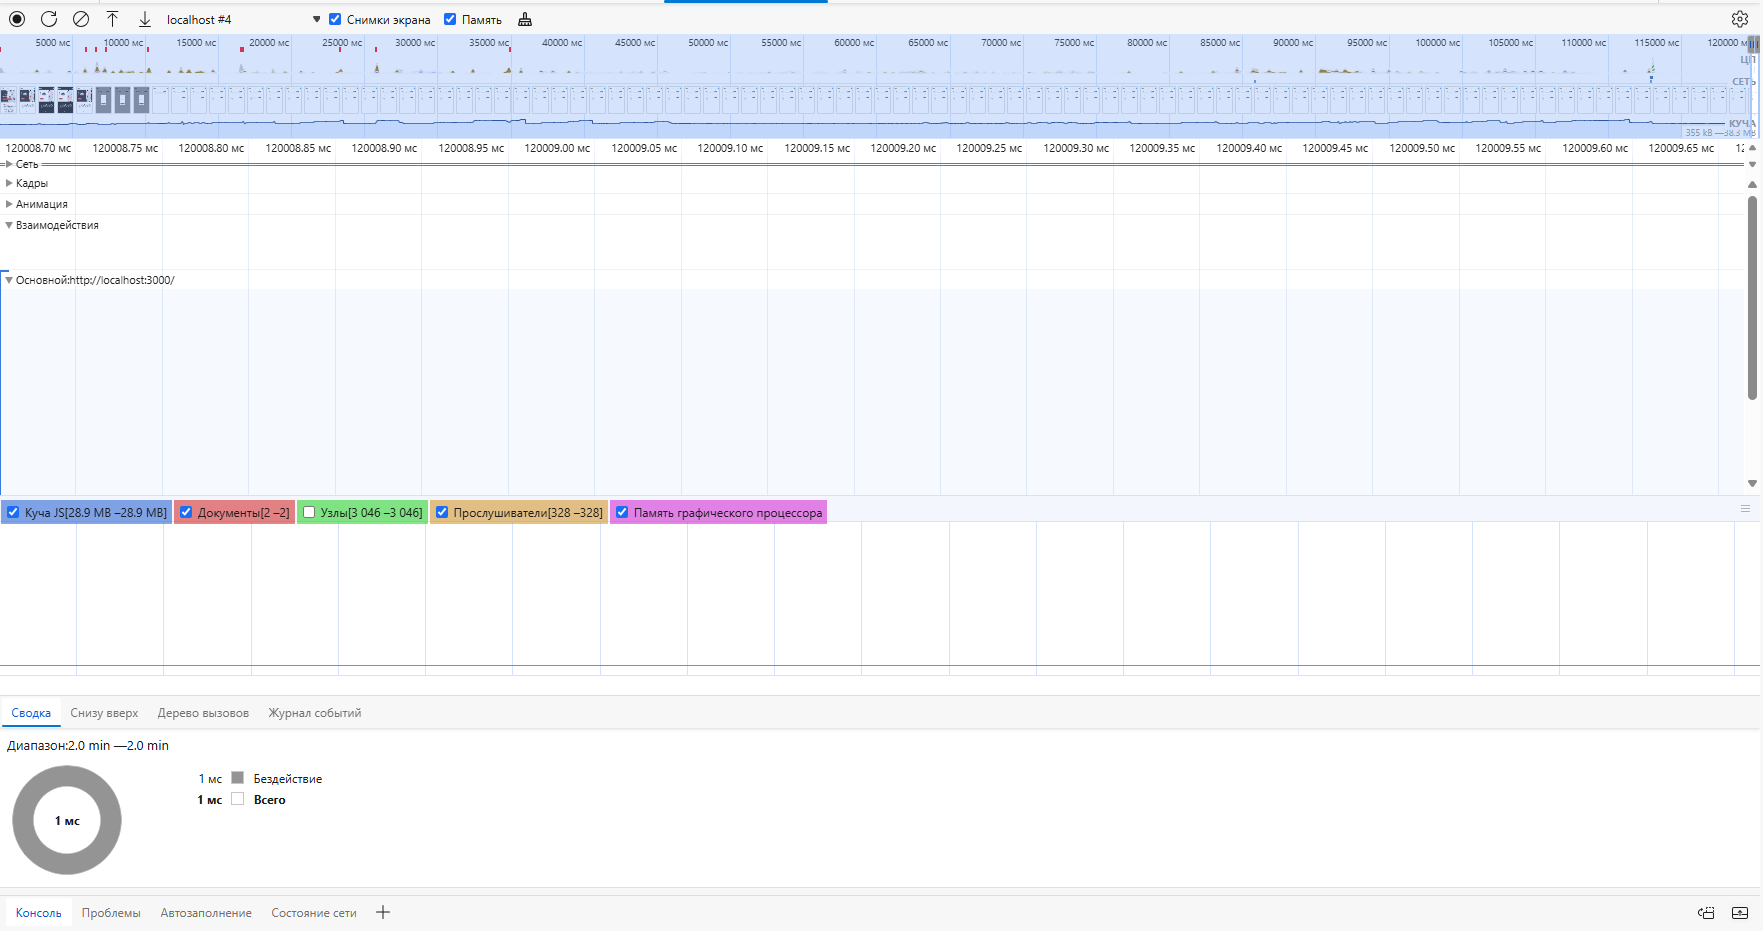 localhost #4 Снимки экрана Память
5000 мс 10000 мс 15000 мс 20000 мс 25000 мс 30000 мс 35000 мс 40000 мс 45000 мс 50000 мс 55000 мс 60000 мс 65000 мс 70000 мс 75000 мс 80000 мс 85000 мс 90000 мс 95000 мс 100000 мс 105000 мс 110000 мс 115000 мс 120000 м
ЦП
СЕТЬ
КУЧА
355 kB —38.3 MB
120008.70 мс 120008.75 мс 120008.80 мс 120008.85 мс 120008.90 мс 120008.95 мс 120009.00 мс 120009.05 мс 120009.10 мс 120009.15 мс 120009.20 мс 120009.25 мс 120009.30 мс 120009.35 мс 120009.40 мс 120009.45 мс 120009.50 мс 120009.55 мс 120009.60 мс 120009.65 мс
Сеть
Кадры
Анимация
Взаимодействия
Основной:http://localhost:3000/
Куча JS[28.9 MB –28.9 MB] Документы[2 –2] Узлы[3 046 –3 046] Прослушиватели[328 –328] Память графического процессора
Сводка Снизу вверх Дерево вызовов Журнал событий
Диапазон:2.0 min —2.0 min
1 мс Бездействие
1 мс Всего
1 мс
Консоль Проблемы Автозаполнение Состояние сети